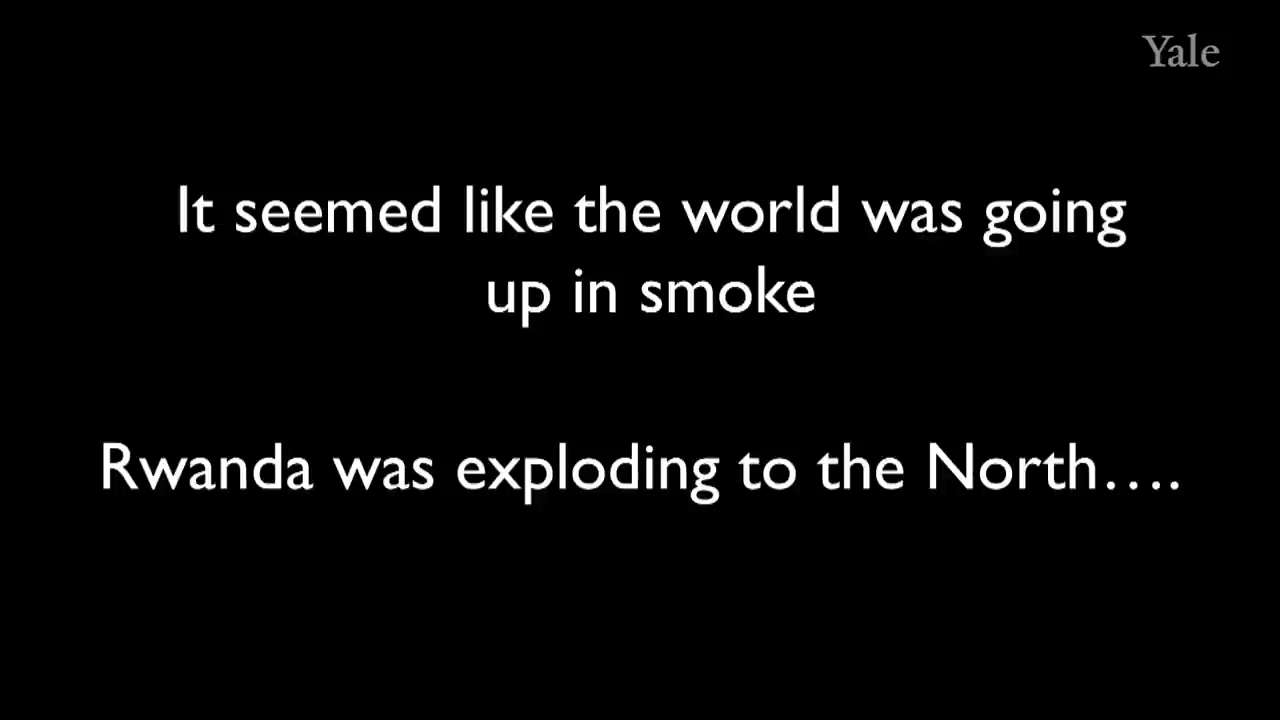 Yale
It seemed like the world was going
up in smoke
Rwanda was exploding to the North....